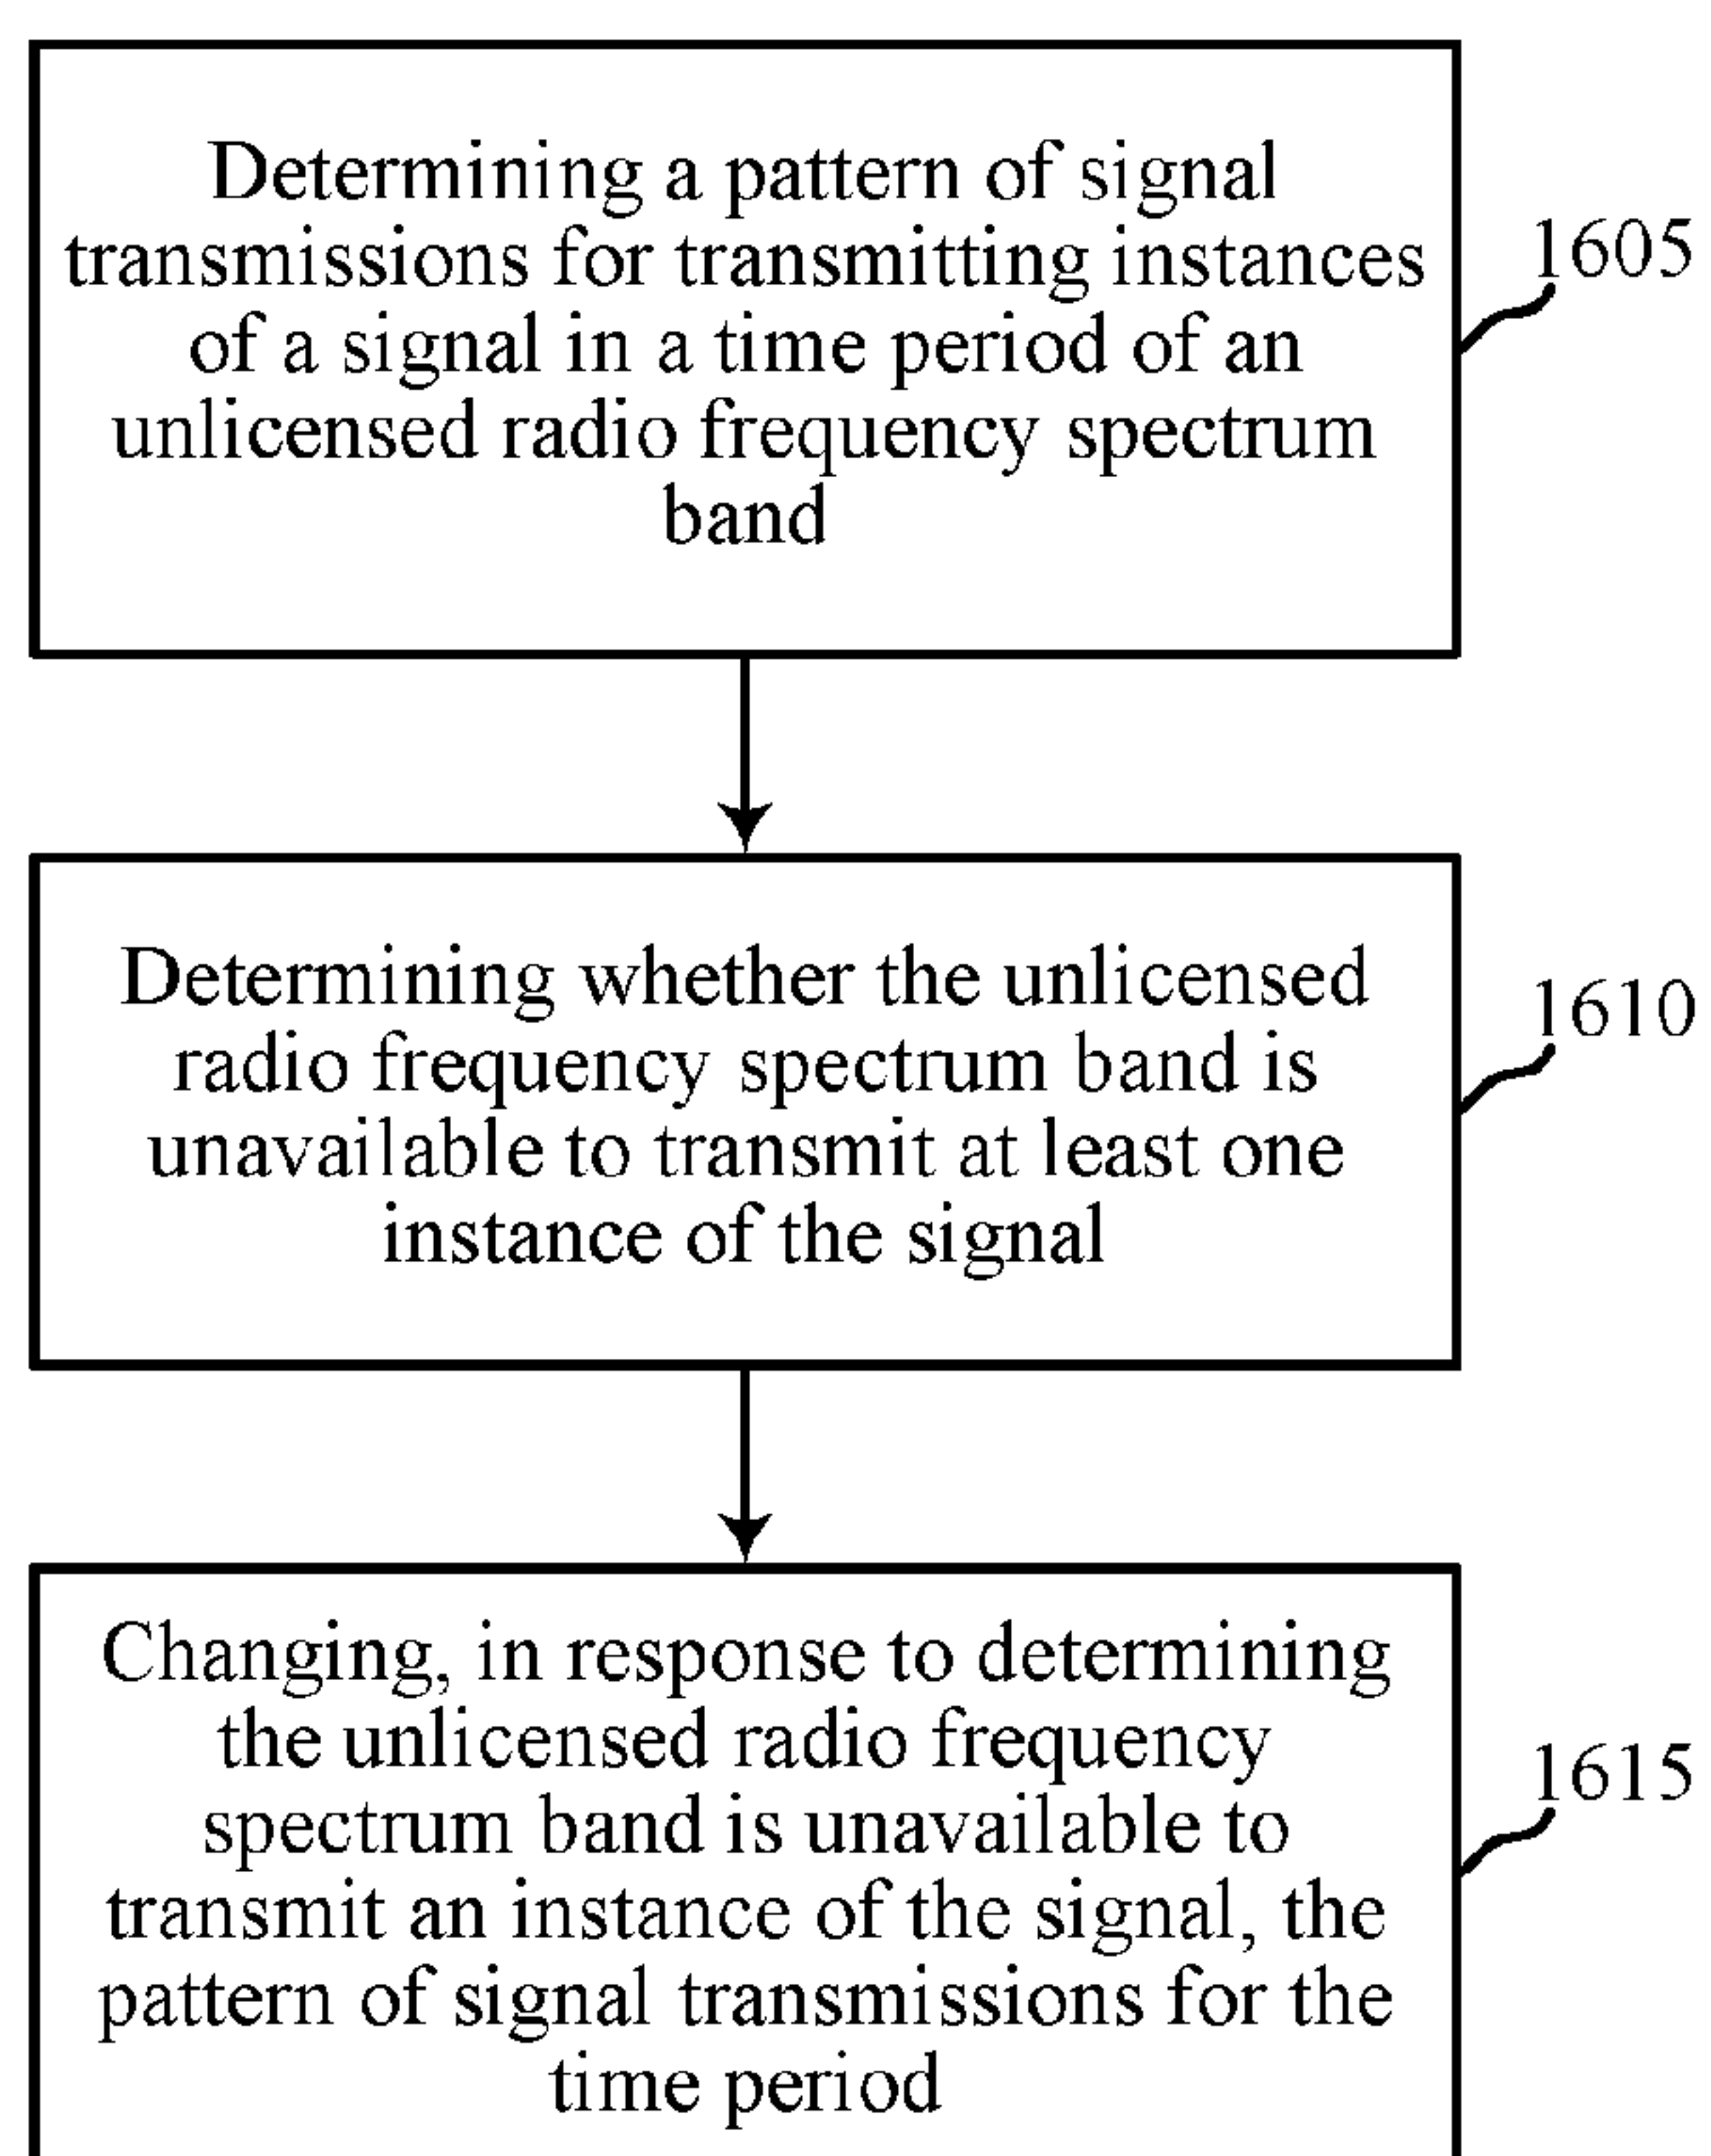 Determining a pattern of signal
transmissions for transmitting instances
of a signal in a time period of an
unlicensed radio frequency spectrum
band
1605
Determining whether the unlicensed
radio frequency spectrum band is
unavailable to transmit at least one
instance of the signal
1610
Changing, in response to determining
the unlicensed radio frequency
spectrum band is unavailable to
transmit an instance of the signal, the
pattern of signal transmissions for the
time period
1615